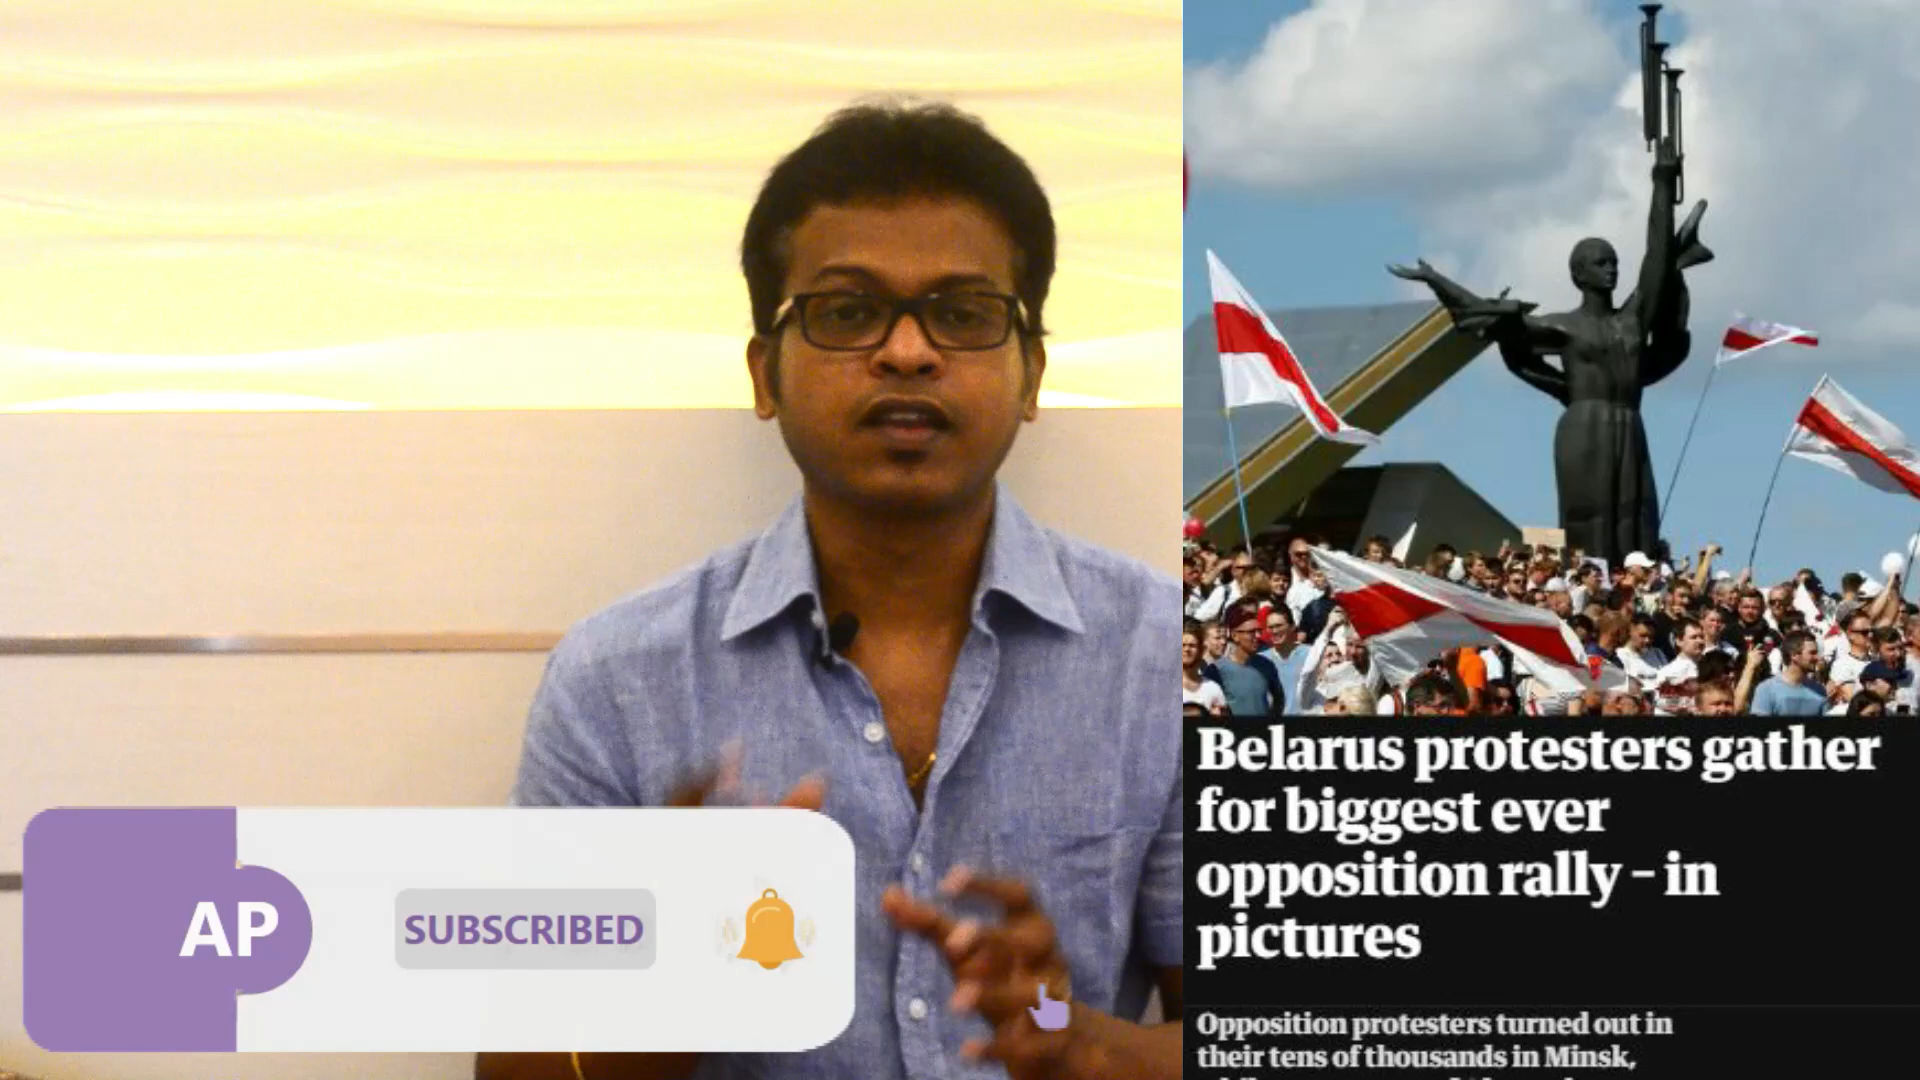 AP
SUBSCRIBED
Belarus protesters gather
for biggest ever
opposition rally – in
pictures
Opposition protesters turned out in
their tens of thousands in Minsk,